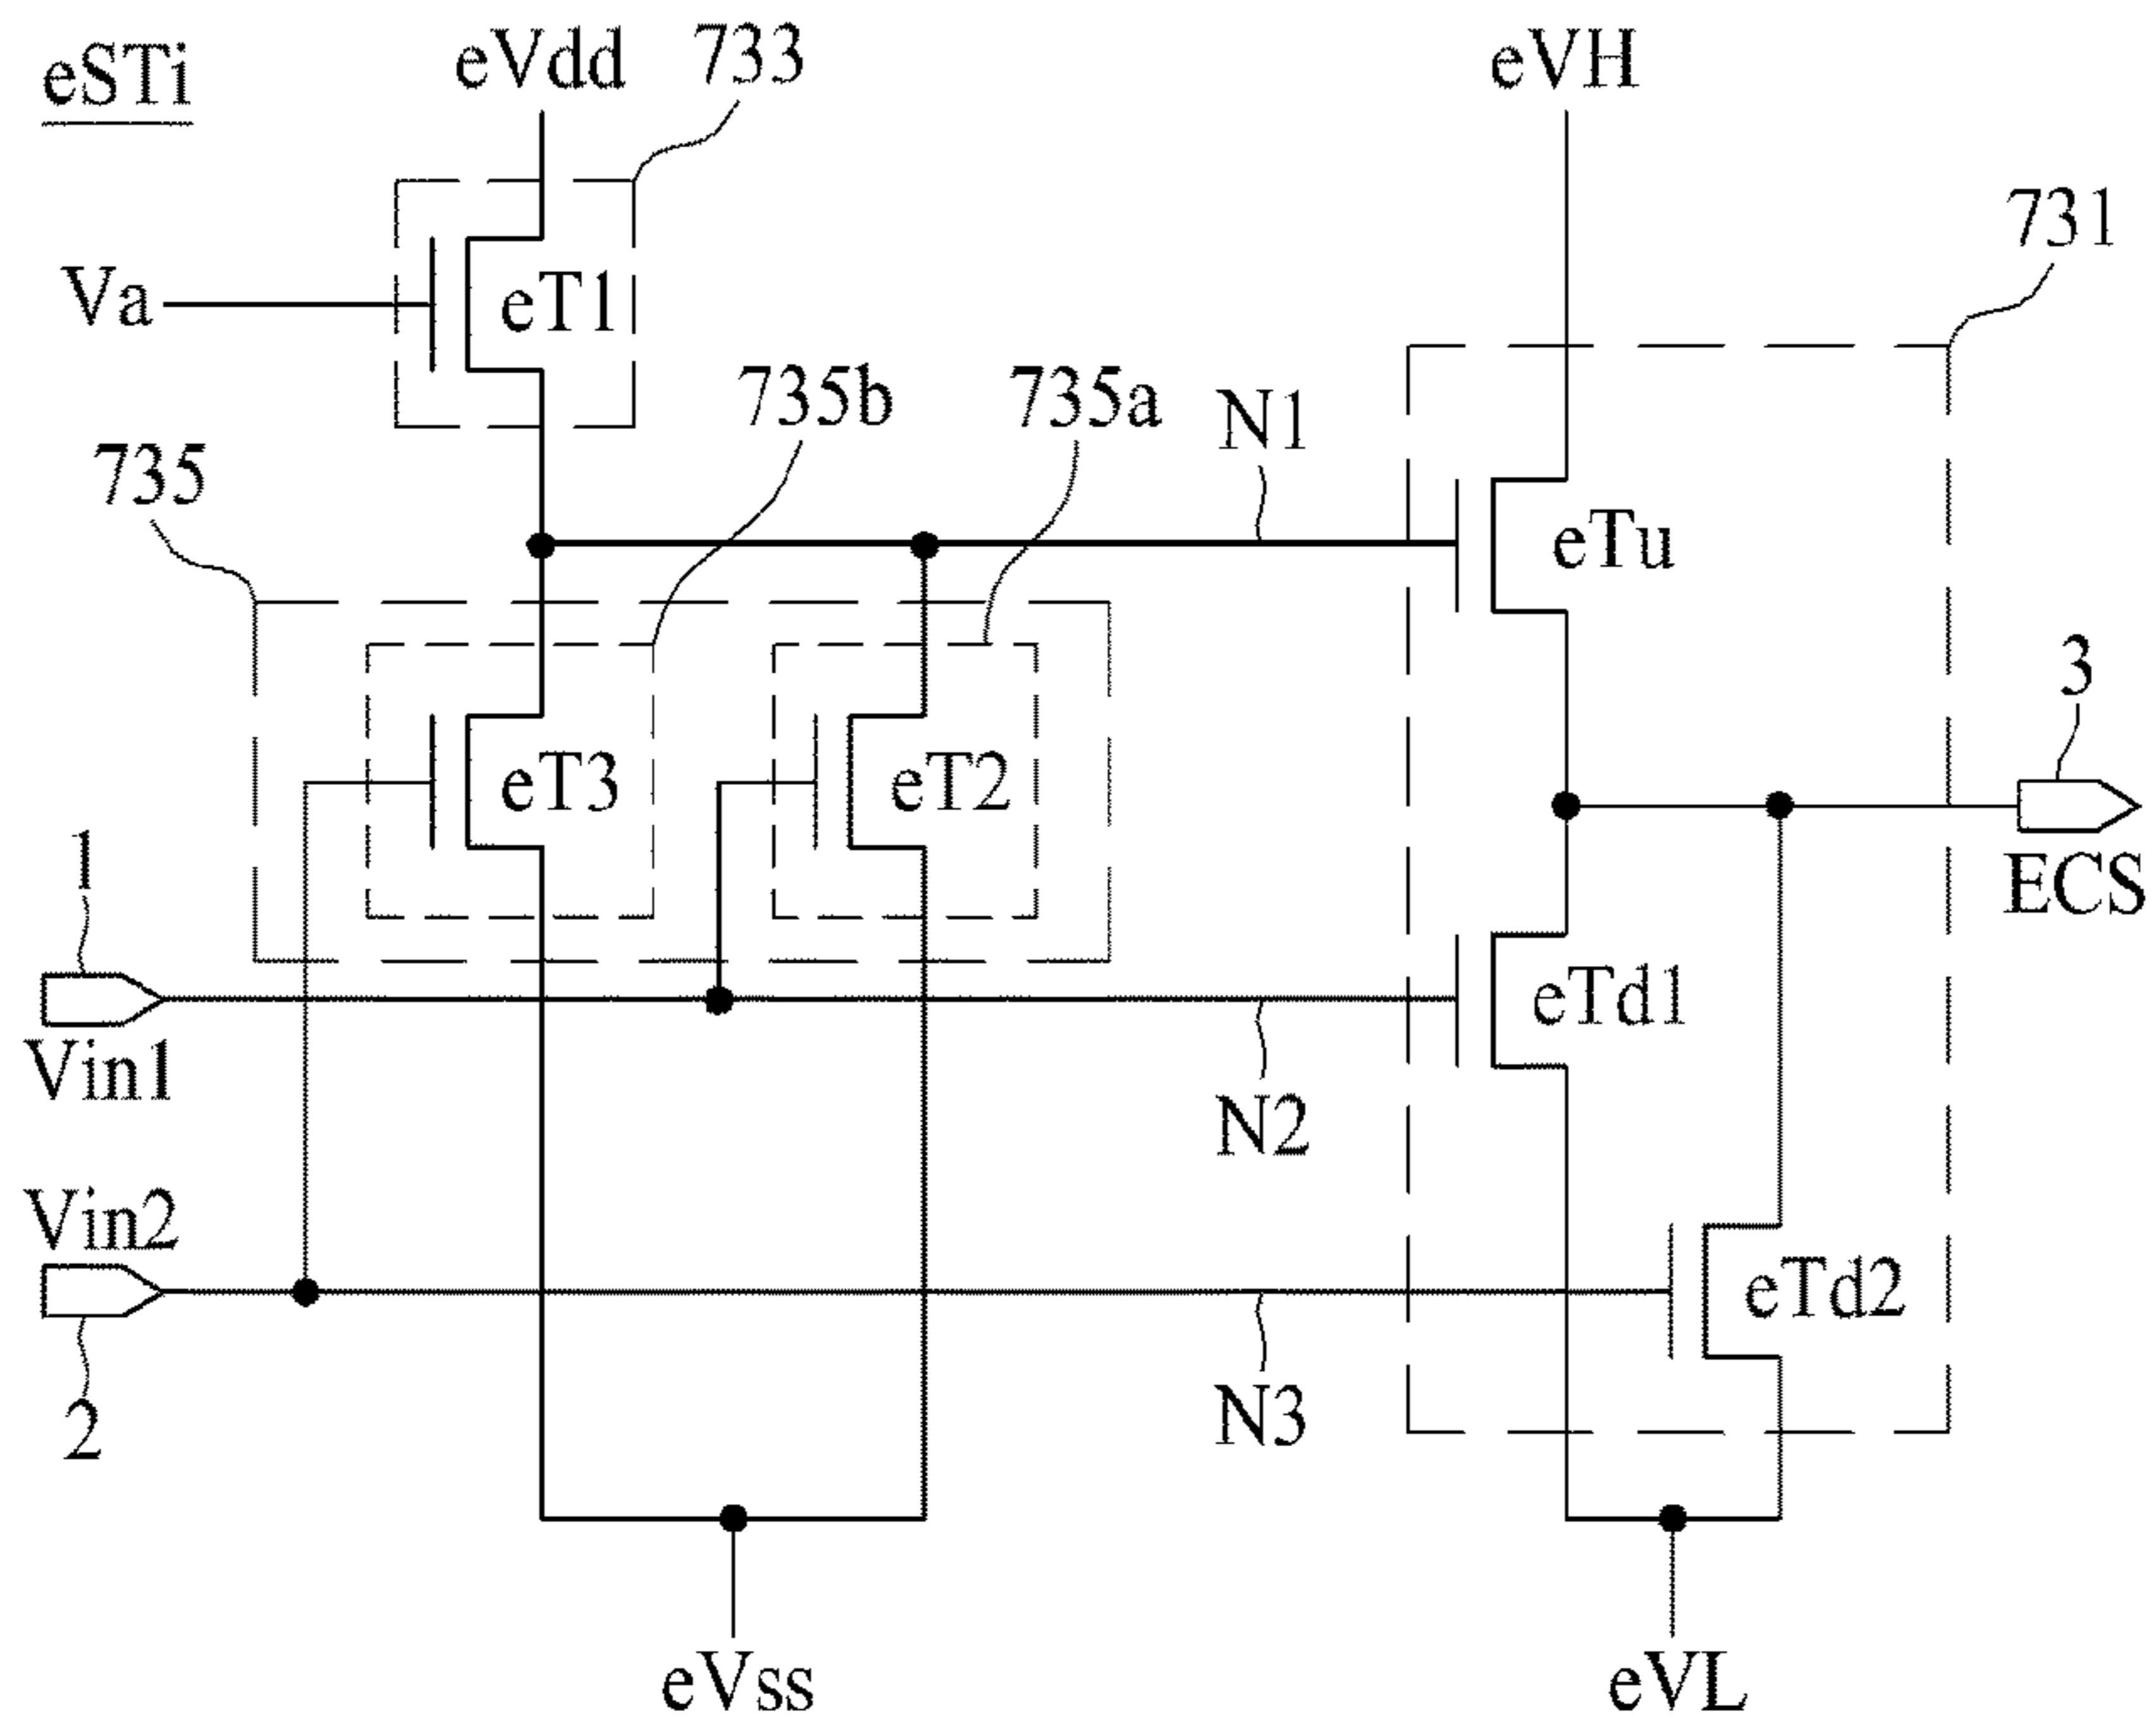 eSTi
eVdd
733
eVH
731
Va
eT1
735b
735a
N1
735
eTu
3
eT3
eT2
1
ECS
Vin1
eTd1
N2
Vin2
eTd2
2
N3
eVss
eVL